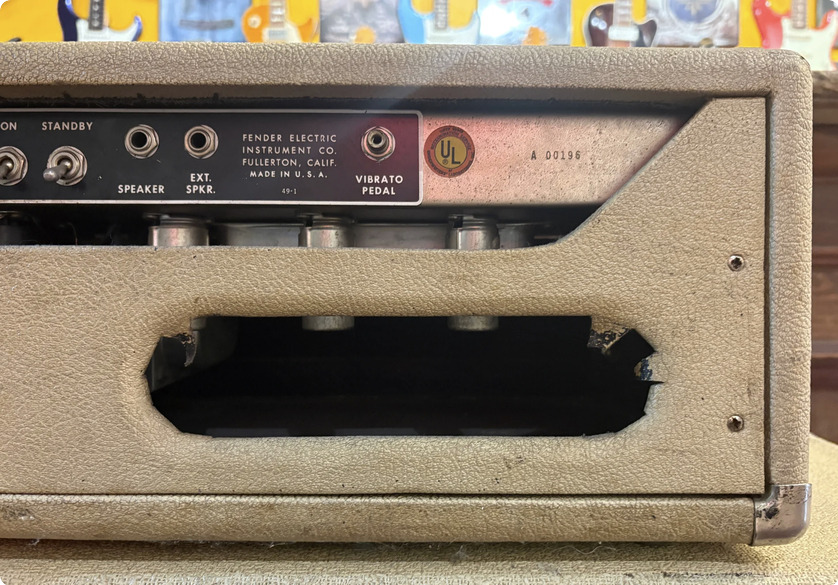 ON
STANDBY
SPEAKER
EXT.
SPKR.
FENDER ELECTRIC
INSTRUMENT CO.
FULLERTON, CALIF.
MADE IN U.S.A.
49-1
VIBRATO
PEDAL
UL
A 00196